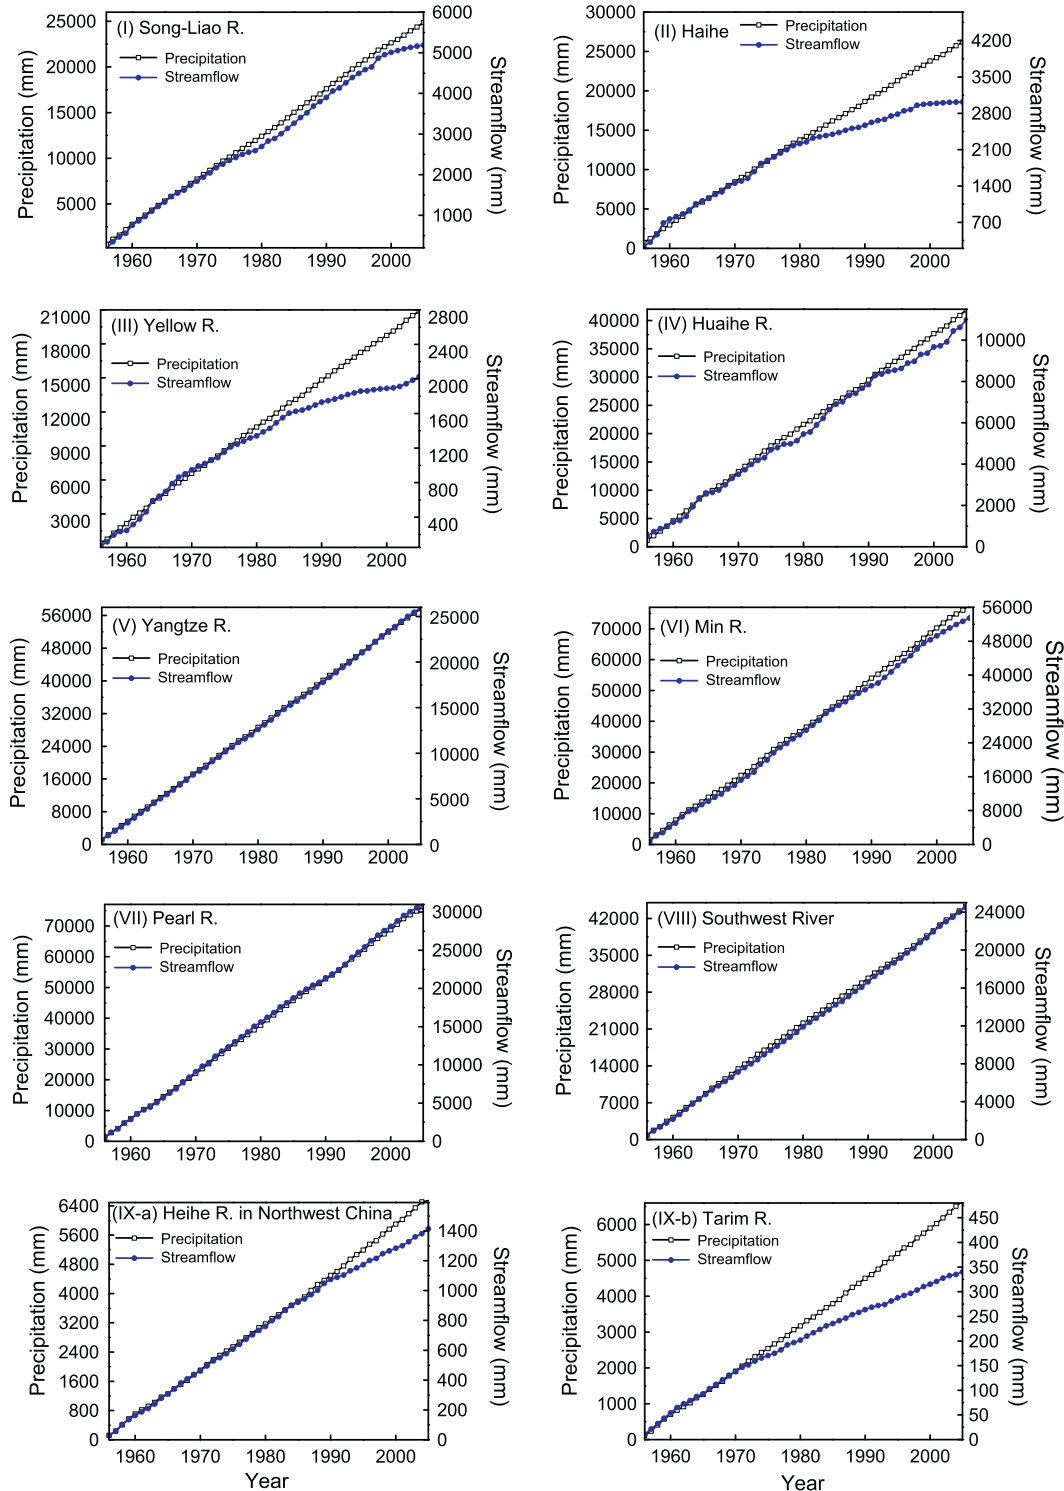 (I) Song-Liao R.
Precipitation
Streamflow
Precipitation (mm)
25000
20000
15000
10000
5000
6000
5000
4000
3000
2000
1000
Streamflow (mm)
1960 1970 1980 1990 2000
(II) Haihe
Precipitation
Streamflow
Precipitation (mm)
30000
25000
20000
15000
10000
5000
0
4200
3500
2800
2100
1400
700
Streamflow (mm)
1960 1970 1980 1990 2000
(III) Yellow R.
Precipitation
Streamflow
Precipitation (mm)
21000
18000
15000
12000
9000
6000
3000
2800
2400
2000
1600
1200
800
400
Streamflow (mm)
1960 1970 1980 1990 2000
(IV) Huaihe R.
Precipitation
Streamflow
Precipitation (mm)
40000
35000
30000
25000
20000
15000
10000
5000
0
10000
8000
6000
4000
2000
0
Streamflow (mm)
1960 1970 1980 1990 2000
(V) Yangtze R.
Precipitation
Streamflow
Precipitation (mm)
56000
48000
40000
32000
24000
16000
8000
0
25000
20000
15000
10000
5000
0
Streamflow (mm)
1960 1970 1980 1990 2000
(VI) Min R.
Precipitation
Streamflow
Precipitation (mm)
70000
60000
50000
40000
30000
20000
10000
0
56000
48000
40000
32000
24000
16000
8000
0
Streamflow (mm)
1960 1970 1980 1990 2000
(VII) Pearl R.
Precipitation
Streamflow
Precipitation (mm)
70000
60000
50000
40000
30000
20000
10000
0
30000
25000
20000
15000
10000
5000
0
Streamflow (mm)
1960 1970 1980 1990 2000
(VIII) Southwest River
Precipitation
Streamflow
Precipitation (mm)
42000
35000
28000
21000
14000
7000
0
24000
20000
16000
12000
8000
4000
0
Streamflow (mm)
1960 1970 1980 1990 2000
(IX-a) Heihe R. in Northwest China
Precipitation
Streamflow
Precipitation (mm)
6400
5600
4800
4000
3200
2400
1600
800
0
1400
1200
1000
800
600
400
200
0
Streamflow (mm)
1960 1970 1980 1990 2000
Year
(IX-b) Tarim R.
Precipitation
Streamflow
Precipitation (mm)
6000
5000
4000
3000
2000
1000
0
450
400
350
300
250
200
150
100
50
0
Streamflow (mm)
1960 1970 1980 1990 2000
Year